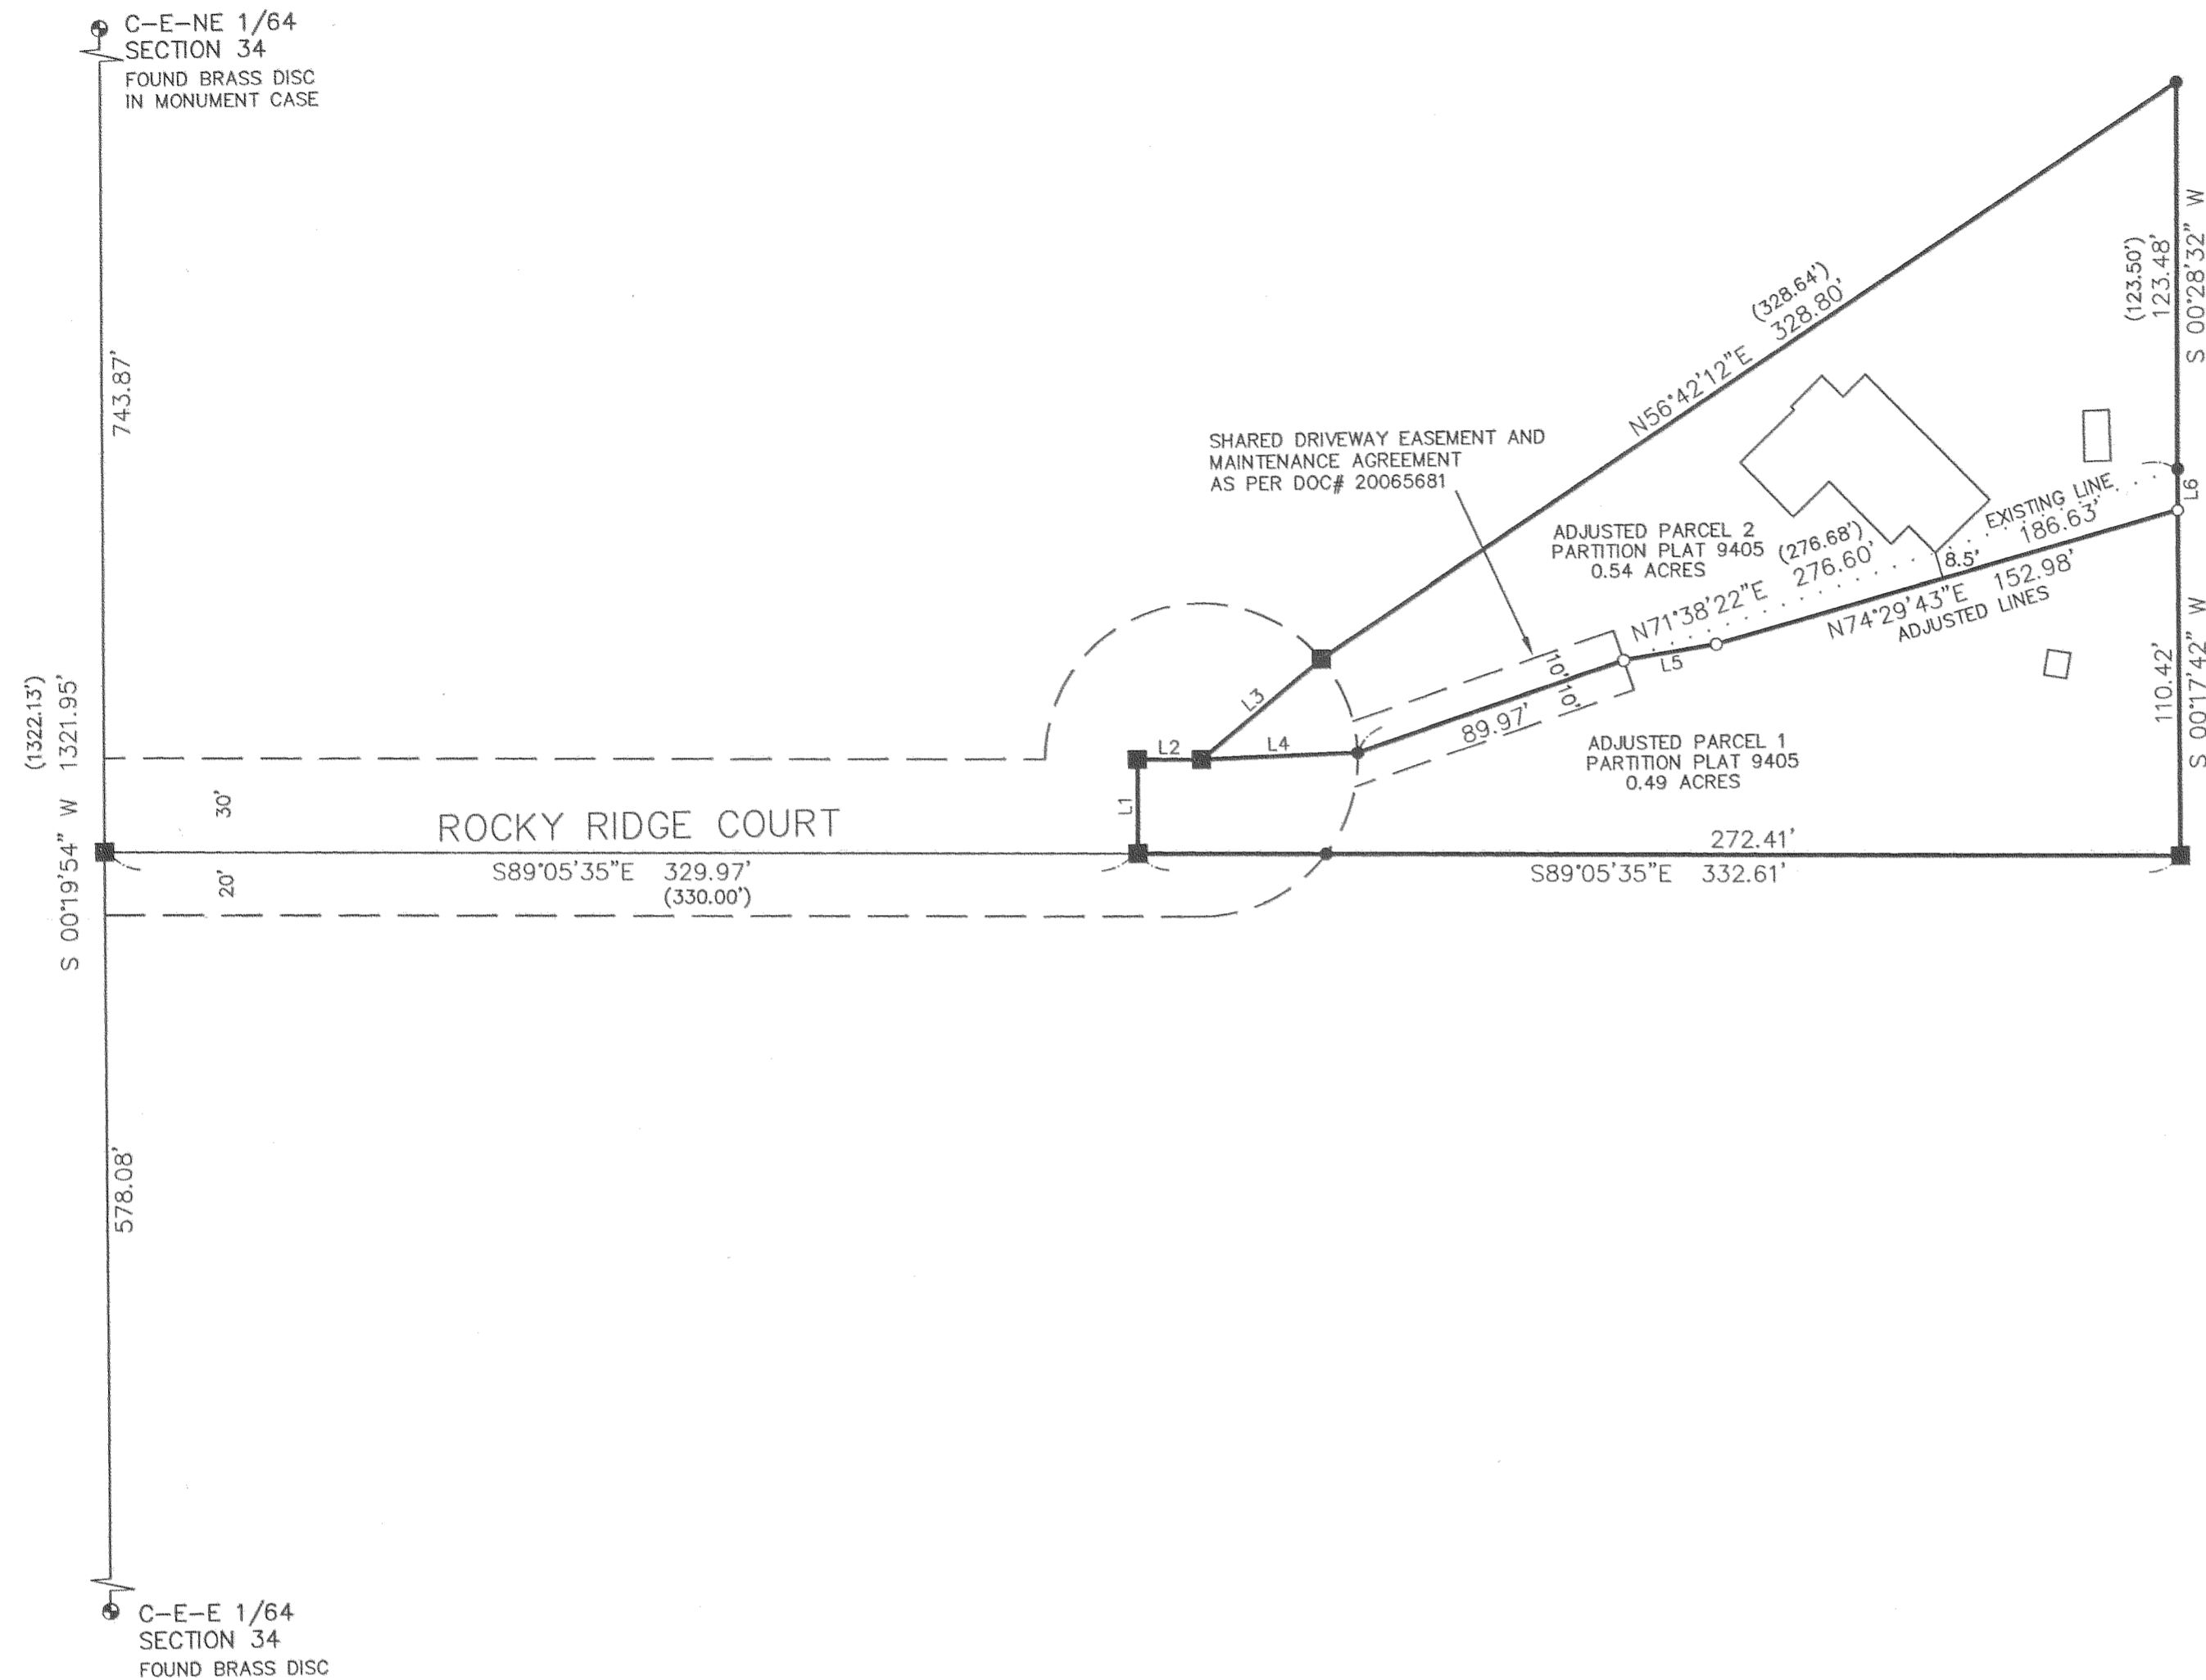 C-E-NE 1/64
SECTION 34
FOUND BRASS DISC
IN MONUMENT CASE
743.87'
(1322.13')
S 00°19'54" W 1321.95'
578.08'
30'
20'
ROCKY RIDGE COURT
S89°05'35"E 329.97'
(330.00')
L1
L2
L3
L4
SHARED DRIVEWAY EASEMENT AND
MAINTENANCE AGREEMENT
AS PER DOC# 20065681
N56°42'12"E 328.80'
(328.64')
(123.50')
123.48'
S 00°28'32" W
ADJUSTED PARCEL 2
PARTITION PLAT 9405
0.54 ACRES
(276.68')
N71°38'22"E 276.60'
EXISTING LINE
186.63'
8.5'
L6
N74°29'43"E 152.98'
ADJUSTED LINES
L5
10'
10'
89.97'
ADJUSTED PARCEL 1
PARTITION PLAT 9405
0.49 ACRES
110.42'
S 00°17'42" W
272.41'
S89°05'35"E 332.61'
C-E-E 1/64
SECTION 34
FOUND BRASS DISC